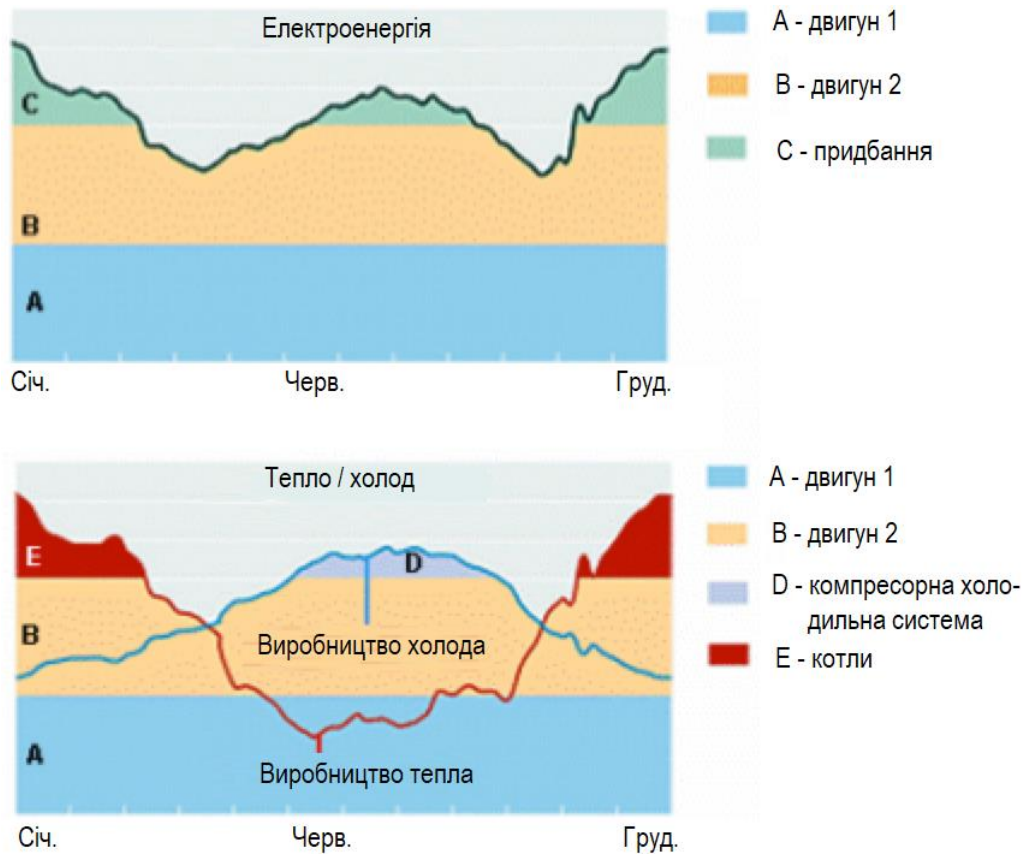 Електроенергія
A - двигун 1
B - двигун 2
C - придбання
C
B
A
Січ.
Черв.
Груд.
Тепло / холод
A - двигун 1
B - двигун 2
D - компресорна холо-
дильна система
E - котли
E
D
B
Виробництво холода
A
Виробництво тепла
Січ.
Черв.
Груд.